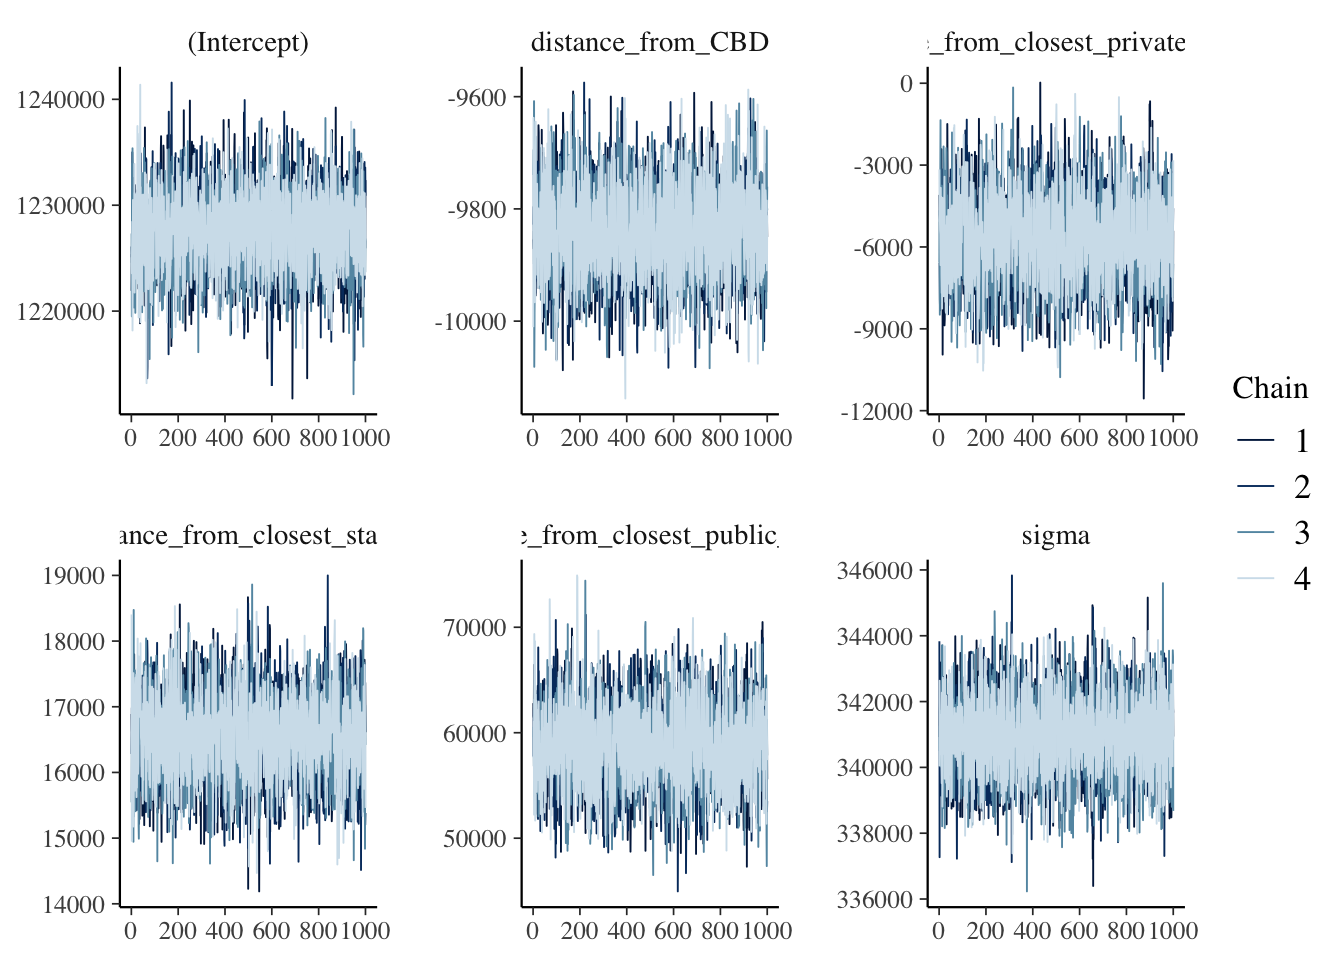 (Intercept)
1240000
1230000
1220000
0 200 400 600 800 1000
distance_from_CBD
-9600
-9800
-10000
0 200 400 600 800 1000
_from_closest_private
0
-3000
-6000
-9000
-12000
0 200 400 600 800 1000
ance_from_closest_sta
19000
18000
17000
16000
15000
14000
0 200 400 600 800 1000
e_from_closest_public_
70000
60000
50000
0 200 400 600 800 1000
sigma
346000
344000
342000
340000
338000
336000
0 200 400 600 800 1000
Chain
1
2
3
4